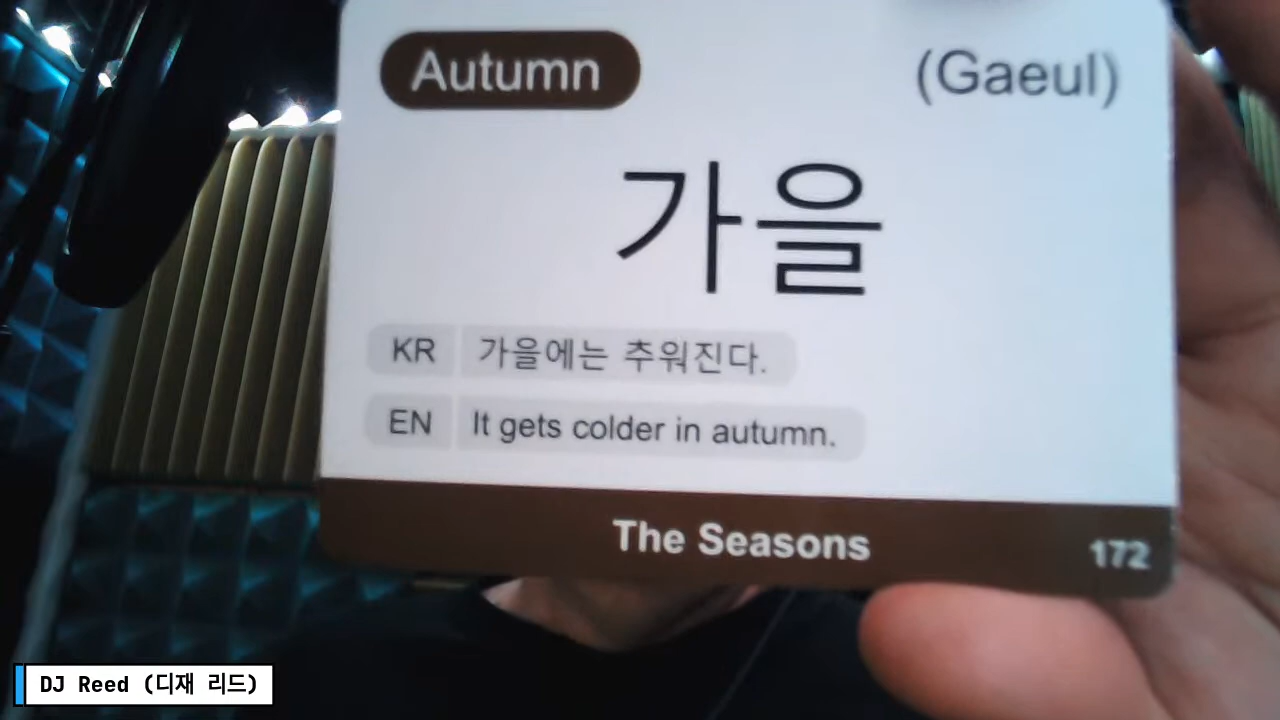 Autumn (Gaeul)
가을
KR 가을에는 추워진다.
EN It gets colder in autumn.
The Seasons 172
DJ Reed (디재 리드)